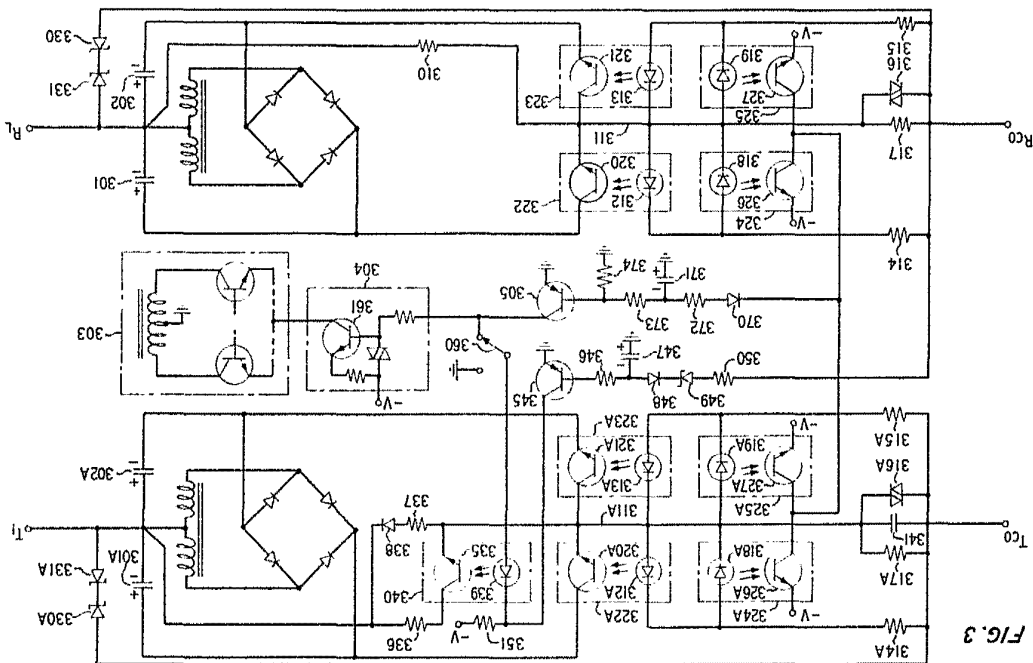 FIG. 3
314A
330A
331A
TCO
317A
341
316A
-V
324A
326A
318A
322A
312A
320A
336
351
-V
340
339
335
337
338
301A
TI
311A
315A
325A
327A
319A
-V
323A
313A
321A
302A
350
349
348
347
346
345
360
-V
361
304
303
370
372
371
373
374
305
314
-V
324
326
318
322
312
320
301
RCO
317
316
315
311
325
327
319
-V
323
313
321
310
302
RL
331
330